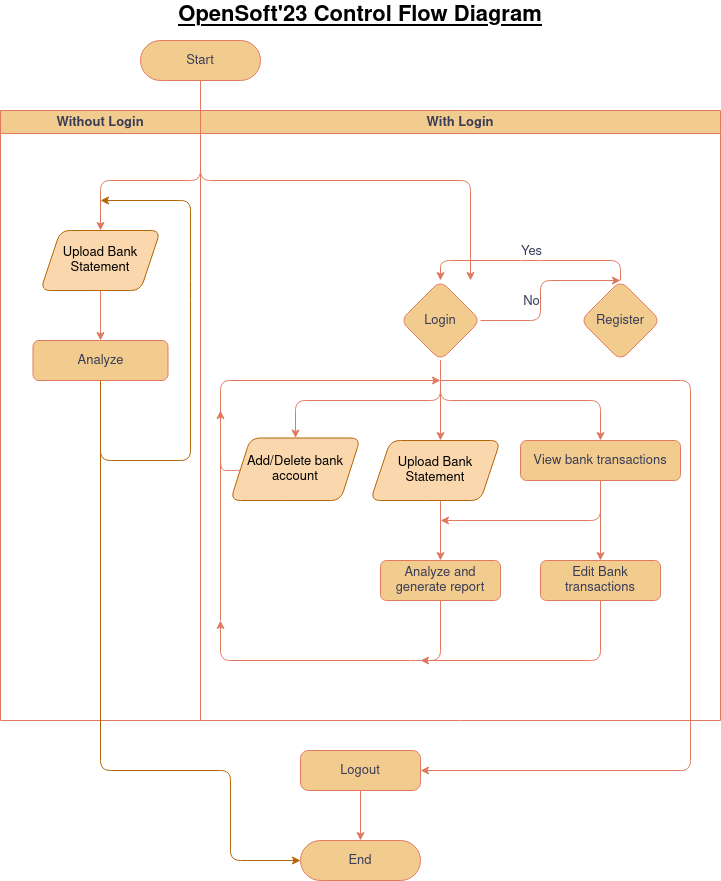 OpenSoft'23 Control Flow Diagram
Start
Without Login
With Login
Upload Bank
Statement
Analyze
Yes
No
Login
Register
Add/Delete bank
account
Upload Bank
Statement
View bank transactions
Analyze and
generate report
Edit Bank
transactions
Logout
End